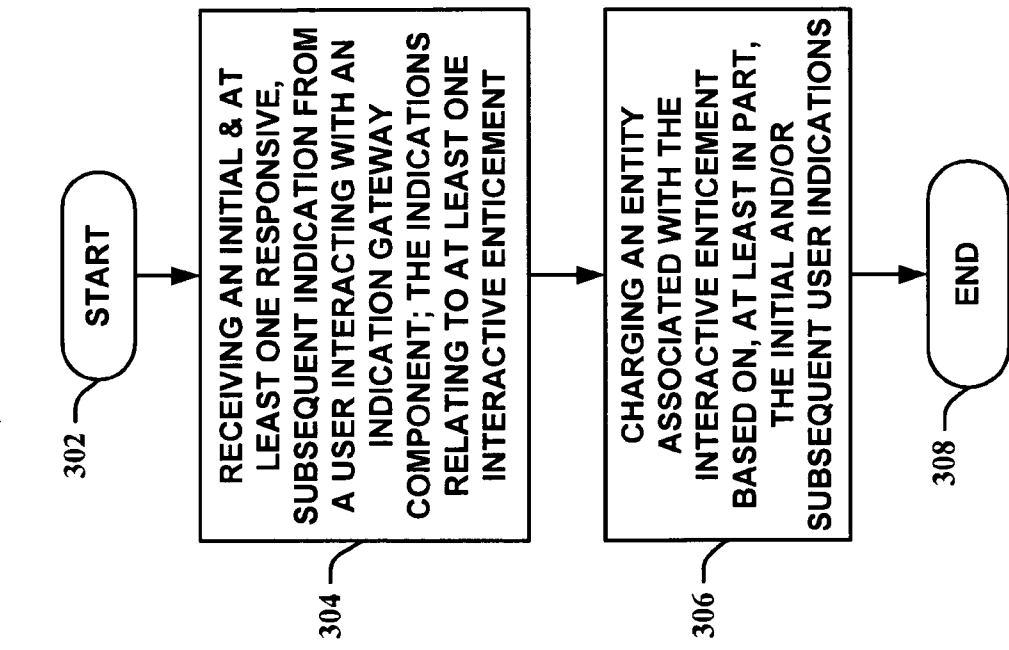 START
302
RECEIVING AN INITIAL & AT
LEAST ONE RESPONSIVE,
SUBSEQUENT INDICATION FROM
A USER INTERACTING WITH AN
INDICATION GATEWAY
COMPONENT; THE INDICATIONS
RELATING TO AT LEAST ONE
INTERACTIVE ENTICEMENT
304
CHARGING AN ENTITY
ASSOCIATED WITH THE
INTERACTIVE ENTICEMENT
BASED ON, AT LEAST IN PART,
THE INITIAL AND/OR
SUBSEQUENT USER INDICATIONS
306
END
308